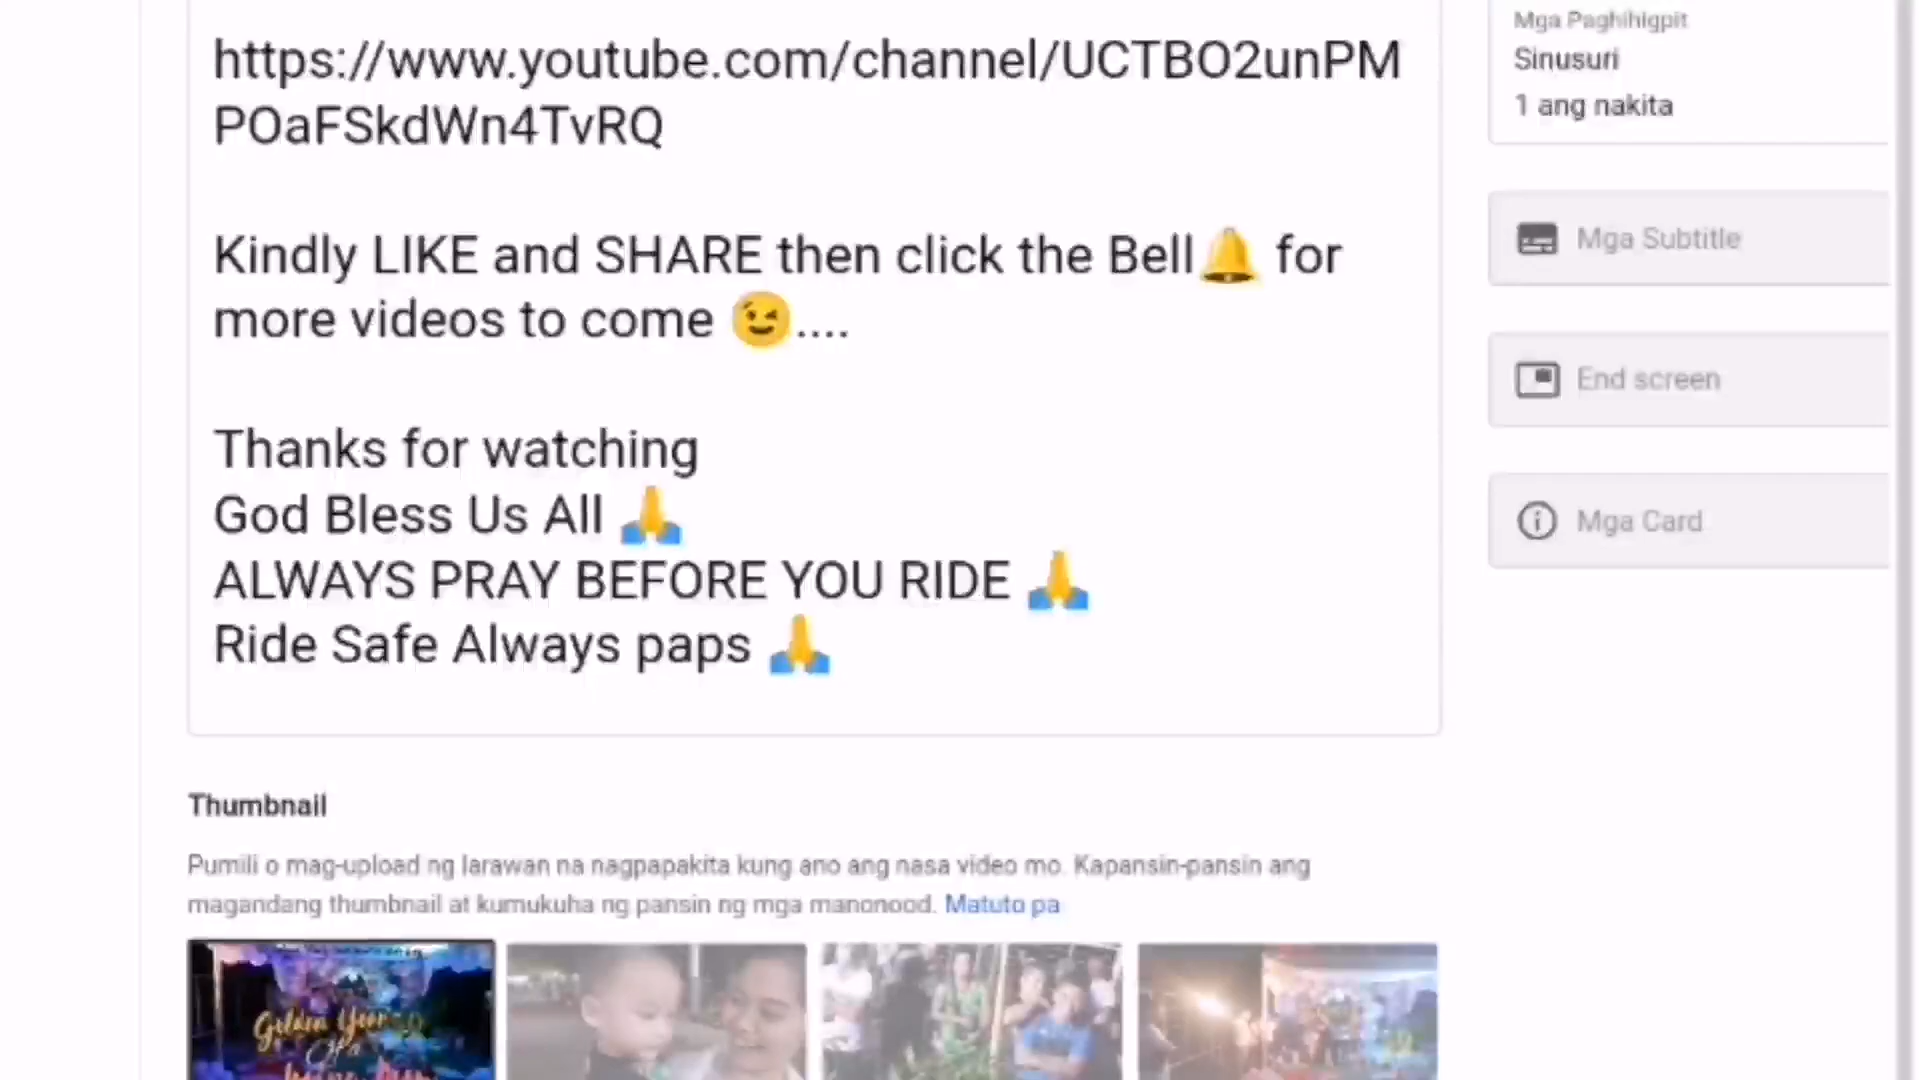 https://www.youtube.com/channel/UCTBO2unPM
POaFSkdWn4TvRQ
Kindly LIKE and SHARE then click the Bell🔔 for
more videos to come 😉....
Thanks for watching
God Bless Us All 🙏
ALWAYS PRAY BEFORE YOU RIDE 🙏
Ride Safe Always paps 🙏
Thumbnail
Pumili o mag-upload ng larawan na nagpapakita kung ano ang nasa video mo. Kapansin-pansin ang
magandang thumbnail at kumukuha ng pansin ng mga manonood. Matuto pa
Golden Year
Mga Paghihigpit
Sinusuri
1 ang nakita
Mga Subtitle
End screen
Mga Card